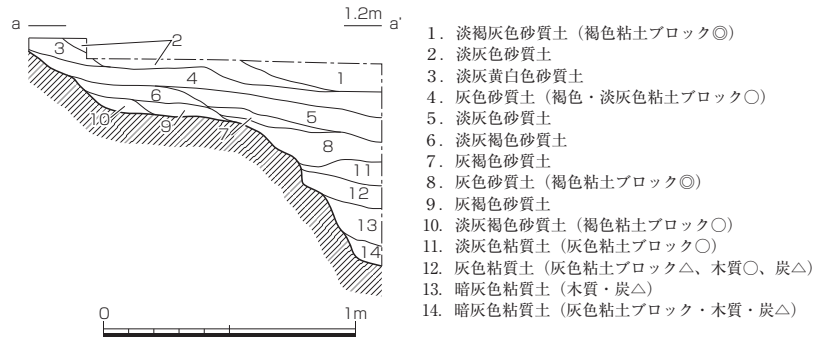 a
1.2m
a'
2
3
4
1
6
5
10
9
7
8
11
12
13
14
0
1m
1. 淡褐灰色砂質土（褐色粘土ブロック◎）
2. 淡灰色砂質土
3. 淡灰黄白色砂質土
4. 灰色砂質土（褐色・淡灰色粘土ブロック○）
5. 淡灰色砂質土
6. 淡灰褐色砂質土
7. 灰褐色砂質土
8. 灰色砂質土（褐色粘土ブロック◎）
9. 灰褐色砂質土
10. 淡灰褐色砂質土（褐色粘土ブロック○）
11. 淡灰色粘質土（灰色粘土ブロック○）
12. 灰色粘質土（灰色粘土ブロック△、木質○、炭△）
13. 暗灰色粘質土（木質・炭△）
14. 暗灰色粘質土（灰色粘土ブロック・木質・炭△）